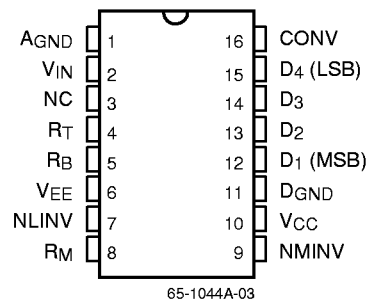 AGND 1 16 CONV
VIN 2 15 D4 (LSB)
NC 3 14 D3
RT 4 13 D2
RB 5 12 D1 (MSB)
VEE 6 11 DGND
NLINV 7 10 VCC
RM 8 9 NMINV
65-1044A-03